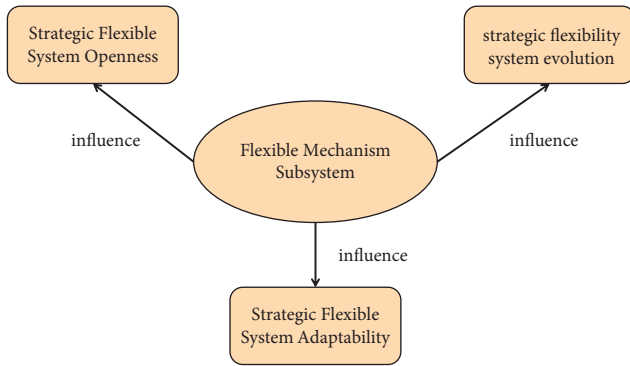 Strategic Flexible
System Openness
strategic flexibility
system evolution
influence
influence
Flexible Mechanism
Subsystem
influence
Strategic Flexible
System Adaptability